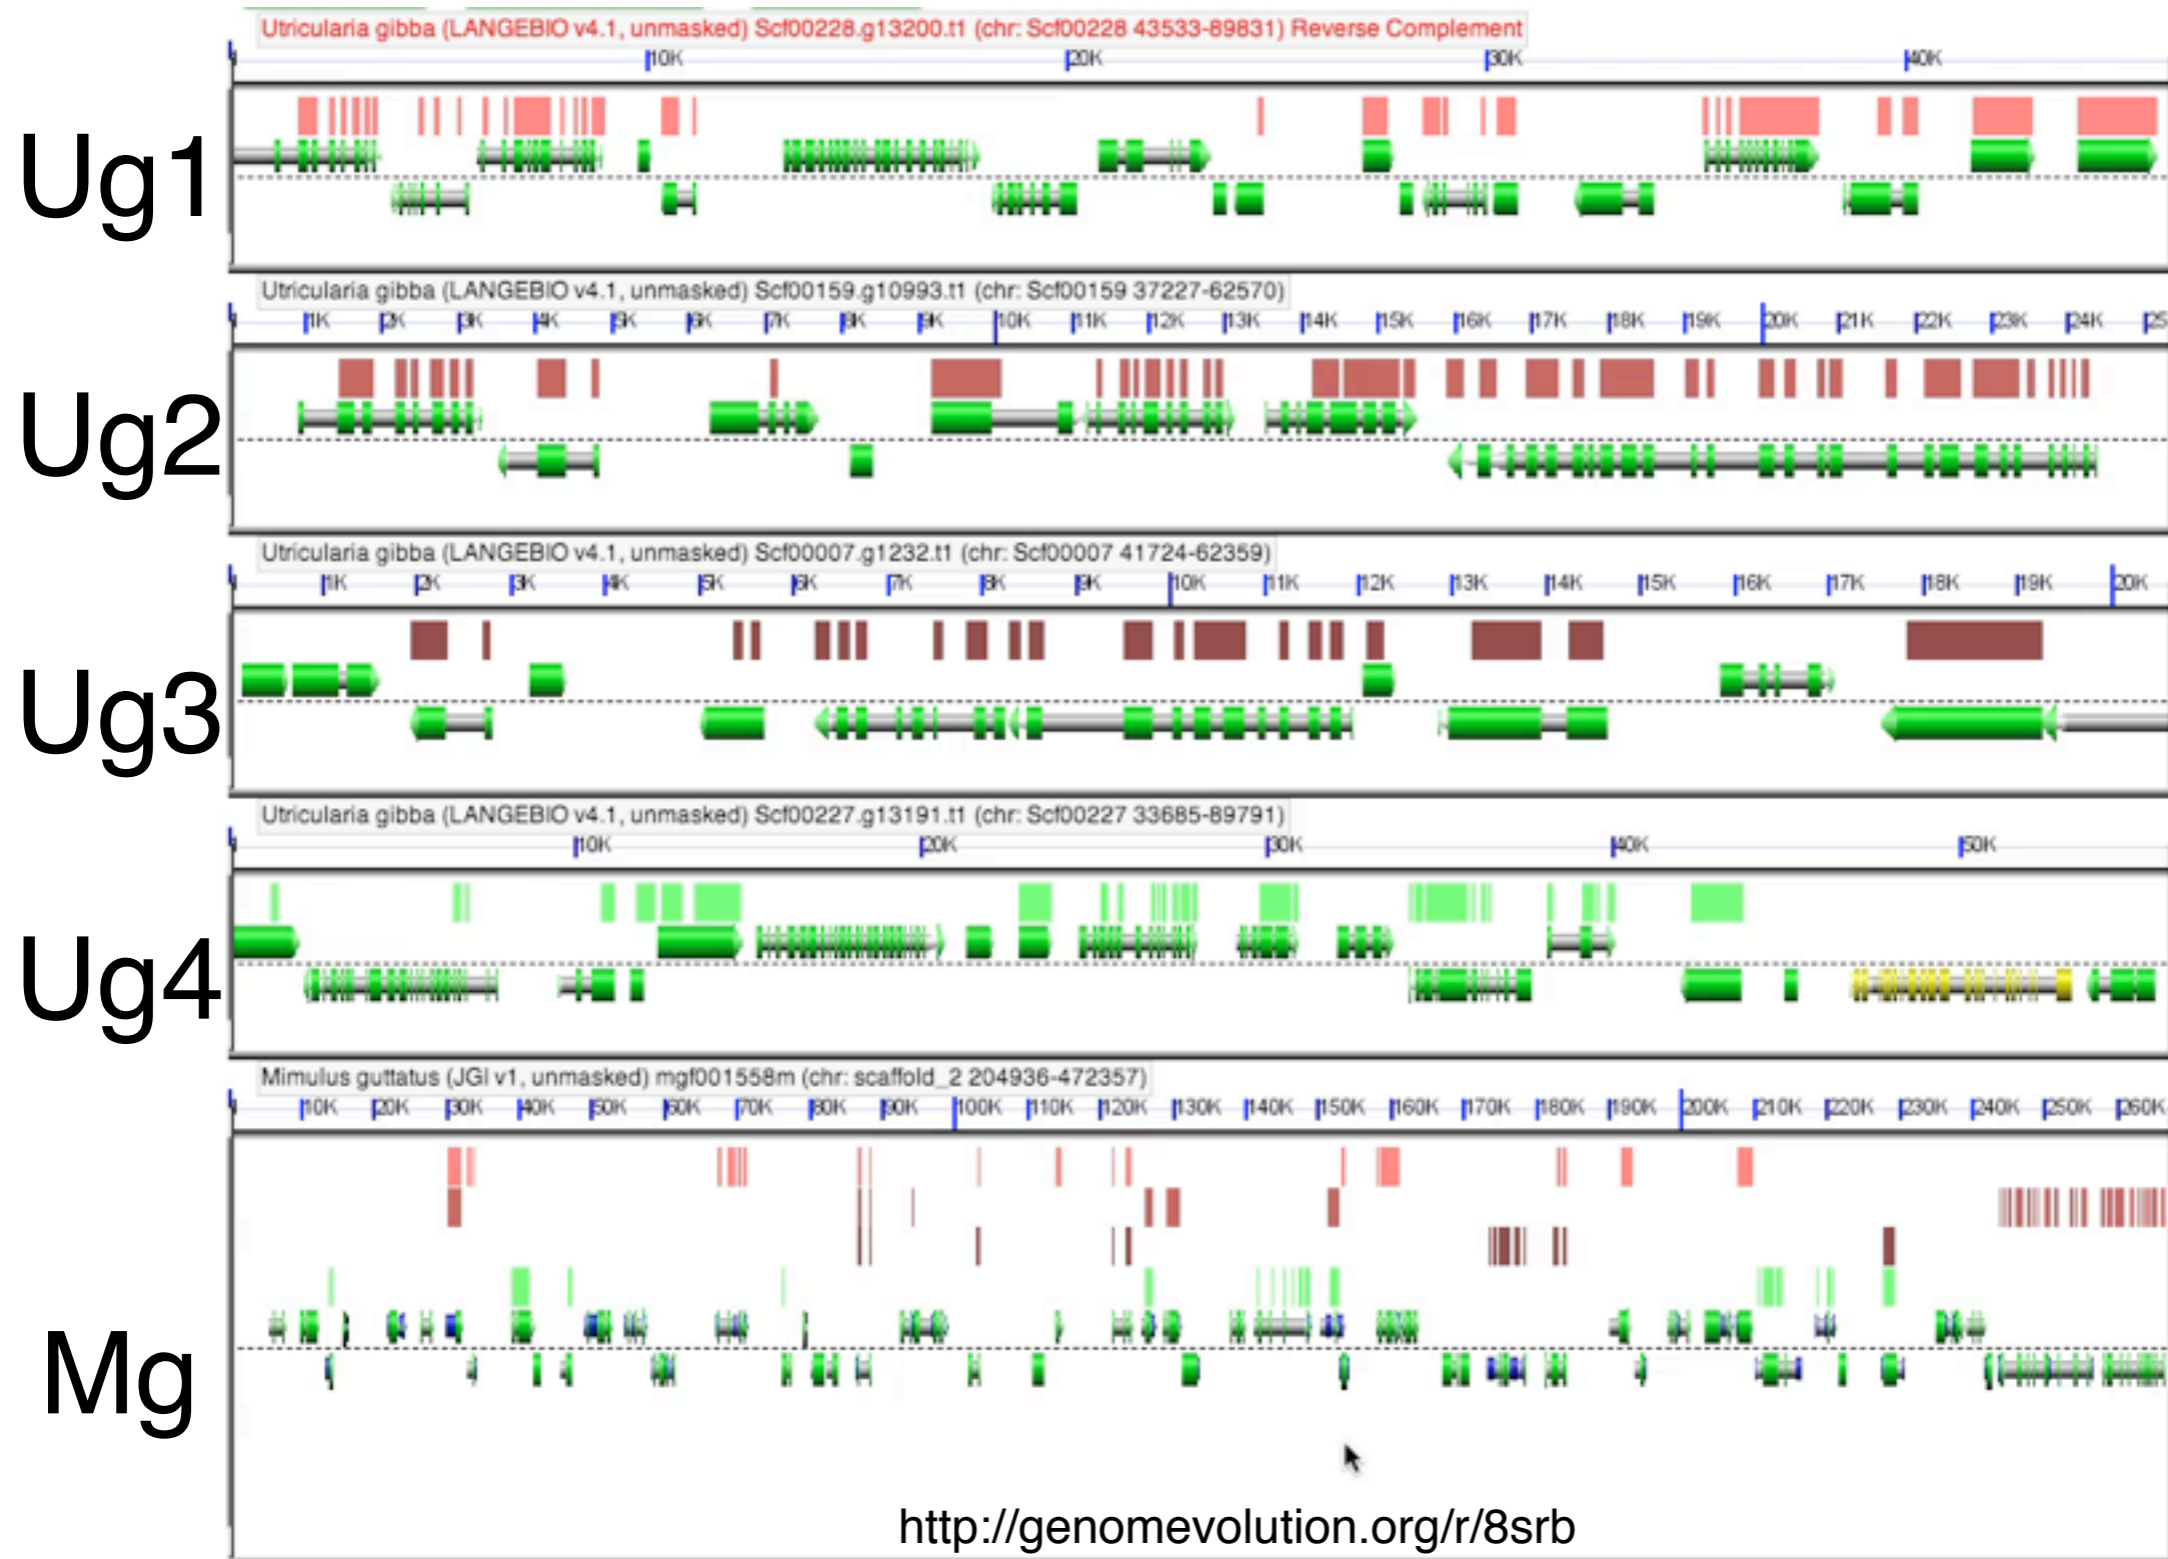 Utricularia gibba (LANGEBIO v4.1, unmasked) Scf00228.g13200.t1 (chr: Scf00228 43533-89831) Reverse Complement
10K 20K 30K 40K
Ug1
Utricularia gibba (LANGEBIO v4.1, unmasked) Scf00159.g10993.t1 (chr: Scf00159 37227-62570)
1K 2K 3K 4K 5K 6K 7K 8K 9K 10K 11K 12K 13K 14K 15K 16K 17K 18K 19K 20K 21K 22K 23K 24K 25
Ug2
Utricularia gibba (LANGEBIO v4.1, unmasked) Scf00007.g1232.t1 (chr: Scf00007 41724-62359)
1K 2K 3K 4K 5K 6K 7K 8K 9K 10K 11K 12K 13K 14K 15K 16K 17K 18K 19K 20K
Ug3
Utricularia gibba (LANGEBIO v4.1, unmasked) Scf00227.g13191.t1 (chr: Scf00227 33685-89791)
10K 20K 30K 40K 50K
Ug4
Mimulus guttatus (JGI v1, unmasked) mgf001558m (chr: scaffold_2 204936-472357)
10K 20K 30K 40K 50K 60K 70K 80K 90K 100K 110K 120K 130K 140K 150K 160K 170K 180K 190K 200K 210K 220K 230K 240K 250K 260K
Mg
http://genomevolution.org/r/8srb